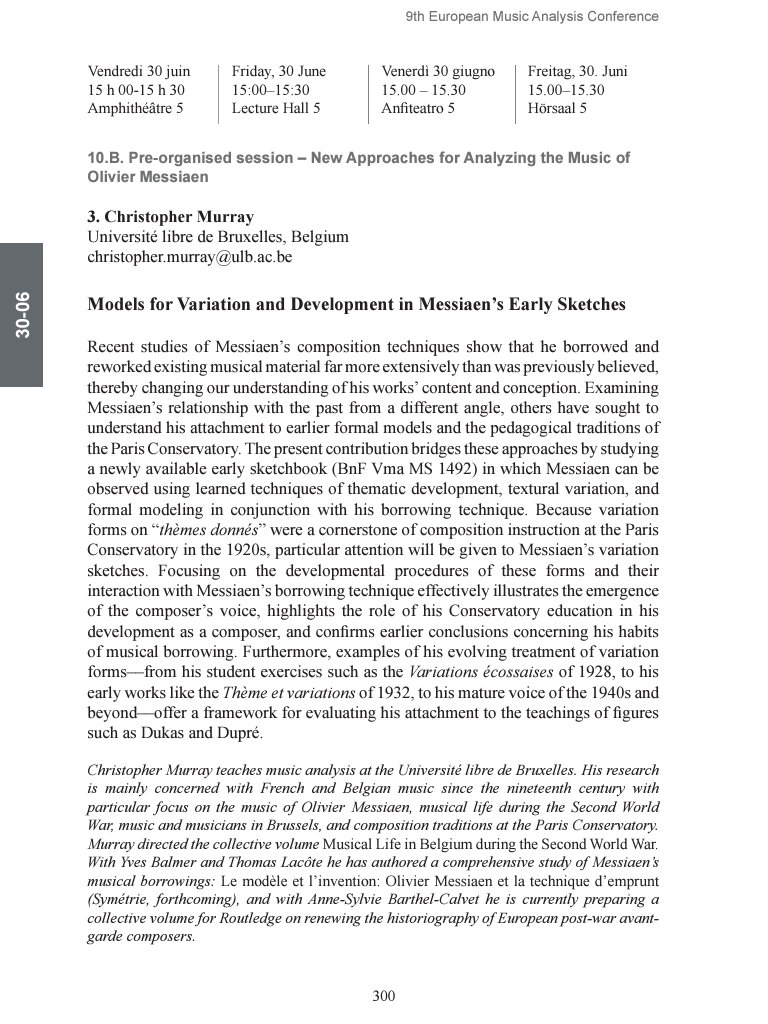 9th European Music Analysis Conference
Vendredi 30 juin
15 h 00-15 h 30
Amphithéâtre 5
Friday, 30 June
15:00–15:30
Lecture Hall 5
Venerdì 30 giugno
15.00 – 15.30
Anfiteatro 5
Freitag, 30. Juni
15.00–15.30
Hörsaal 5
10.B. Pre-organised session – New Approaches for Analyzing the Music of
Olivier Messiaen
3. Christopher Murray
Université libre de Bruxelles, Belgium
christopher.murray@ulb.ac.be
30-06
Models for Variation and Development in Messiaen’s Early Sketches
Recent studies of Messiaen’s composition techniques show that he borrowed and
reworked existing musical material far more extensively than was previously believed,
thereby changing our understanding of his works’ content and conception. Examining
Messiaen’s relationship with the past from a different angle, others have sought to
understand his attachment to earlier formal models and the pedagogical traditions of
the Paris Conservatory. The present contribution bridges these approaches by studying
a newly available early sketchbook (BnF Vma MS 1492) in which Messiaen can be
observed using learned techniques of thematic development, textural variation, and
formal modeling in conjunction with his borrowing technique. Because variation
forms on “thèmes donnés” were a cornerstone of composition instruction at the Paris
Conservatory in the 1920s, particular attention will be given to Messiaen’s variation
sketches. Focusing on the developmental procedures of these forms and their
interaction with Messiaen’s borrowing technique effectively illustrates the emergence
of the composer’s voice, highlights the role of his Conservatory education in his
development as a composer, and confirms earlier conclusions concerning his habits
of musical borrowing. Furthermore, examples of his evolving treatment of variation
forms—from his student exercises such as the Variations écossaises of 1928, to his
early works like the Thème et variations of 1932, to his mature voice of the 1940s and
beyond—offer a framework for evaluating his attachment to the teachings of figures
such as Dukas and Dupré.
Christopher Murray teaches music analysis at the Université libre de Bruxelles. His research
is mainly concerned with French and Belgian music since the nineteenth century with
particular focus on the music of Olivier Messiaen, musical life during the Second World
War, music and musicians in Brussels, and composition traditions at the Paris Conservatory.
Murray directed the collective volume Musical Life in Belgium during the Second World War.
With Yves Balmer and Thomas Lacôte he has authored a comprehensive study of Messiaen’s
musical borrowings: Le modèle et l’invention: Olivier Messiaen et la technique d’emprunt
(Symétrie, forthcoming), and with Anne-Sylvie Barthel-Calvet he is currently preparing a
collective volume for Routledge on renewing the historiography of European post-war avant-
garde composers.
300